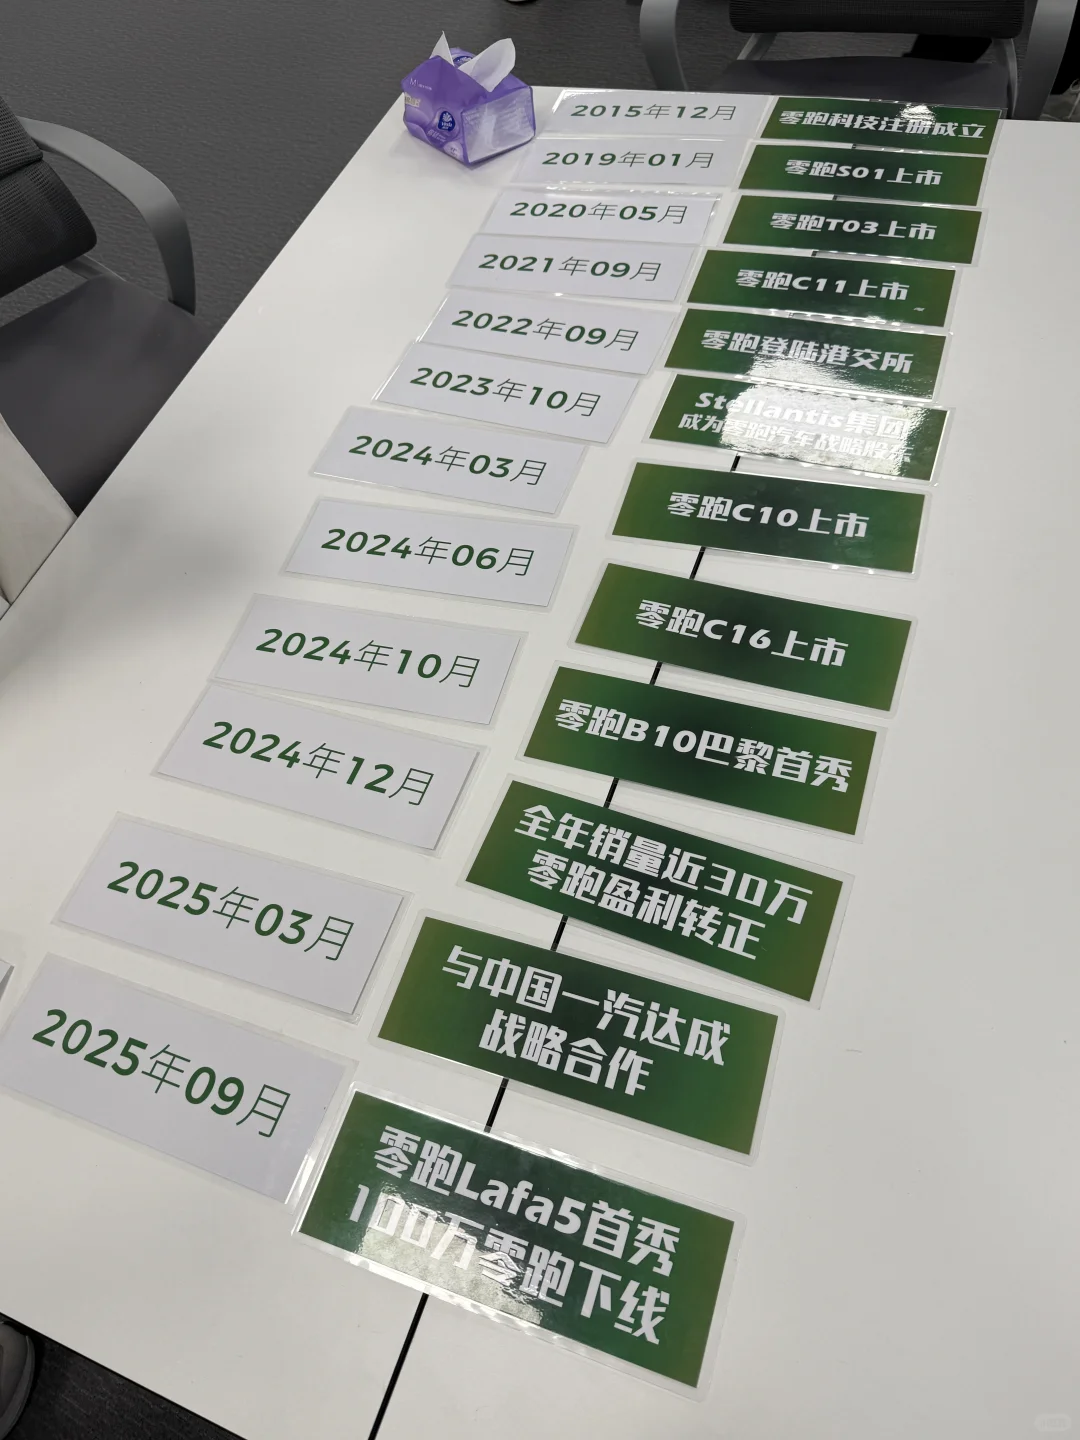 2015年12月
零跑科技注册成立
2019年01月
零跑S01上市
2020年05月
零跑T03上市
2021年09月
零跑C11上市
2022年09月
零跑登陆港交所
2023年10月
Stellantis集团
成为零跑汽车战略股东
2024年03月
零跑C10上市
2024年06月
零跑C16上市
2024年10月
零跑B10巴黎首秀
2024年12月
全年销量近30万
零跑盈利转正
2025年03月
与中国一汽达成
战略合作
2025年09月
零跑Lafa5首秀
100万零跑下线